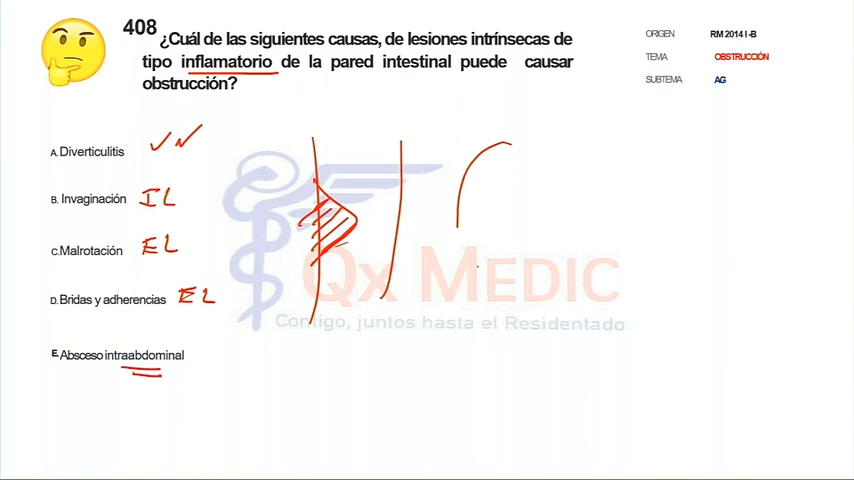 408
¿Cuál de las siguientes causas, de lesiones intrínsecas de
tipo inflamatorio de la pared intestinal puede causar
obstrucción?
ORIGEN RM 2014 I -B
TEMA OBSTRUCCIÓN
SUBTEMA AG
A. Diverticulitis
B. Invaginación IL
C. Malrotación EL
D. Bridas y adherencias EL
E. Absceso intraabdominal
Qx MEDIC
Contigo, juntos hasta el Residentado